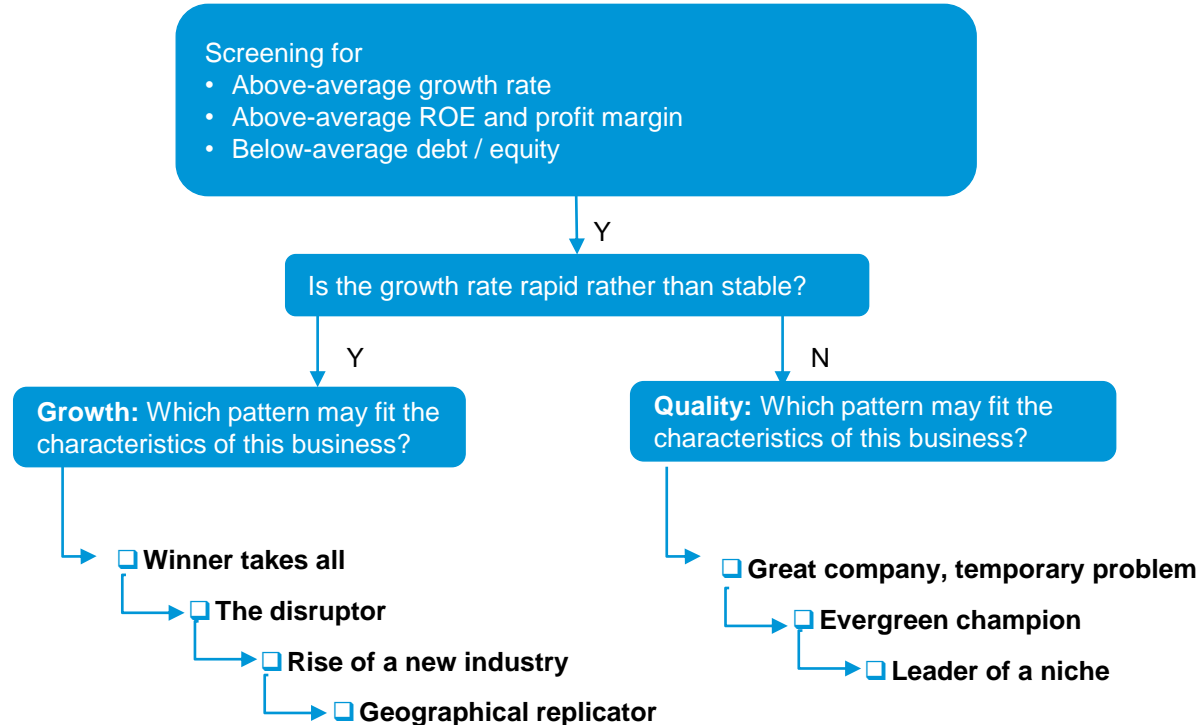 Screening for
• Above-average growth rate
• Above-average ROE and profit margin
• Below-average debt / equity
Y
Is the growth rate rapid rather than stable?
Y
N
Growth: Which pattern may fit the
characteristics of this business?
Quality: Which pattern may fit the
characteristics of this business?
❑ Winner takes all
❑ The disruptor
❑ Rise of a new industry
❑ Geographical replicator
❑ Great company, temporary problem
❑ Evergreen champion
❑ Leader of a niche